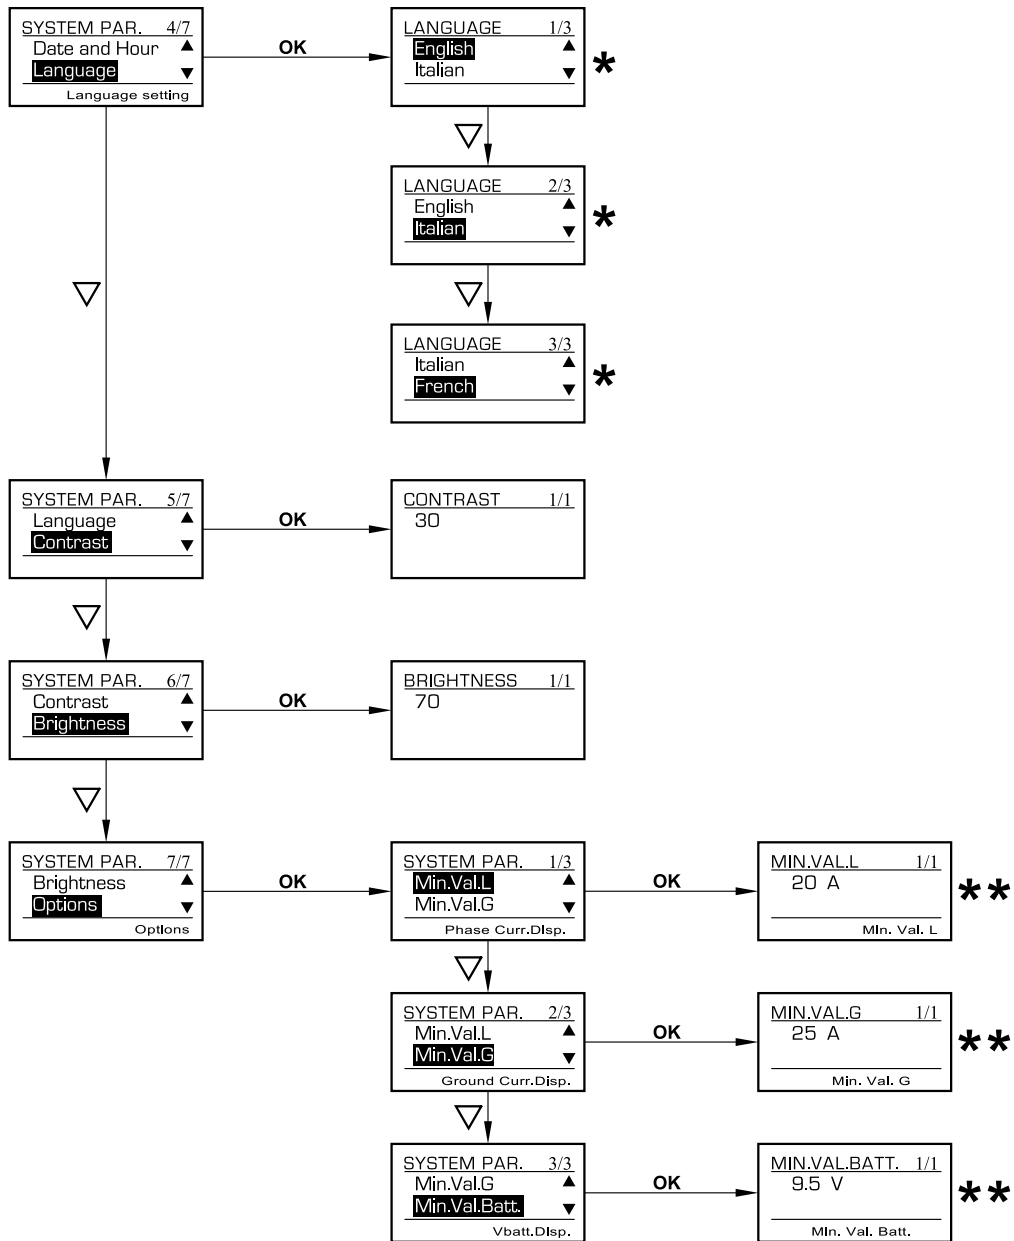 SYSTEM PAR. 4/7
Date and Hour ▲
Language ▼
Language setting
OK
LANGUAGE 1/3
English ▲
Italian ▼
*
▽
LANGUAGE 2/3
English ▲
Italian ▼
*
▽
LANGUAGE 3/3
Italian ▲
French ▼
*
▽
SYSTEM PAR. 5/7
Language ▲
Contrast ▼
OK
CONTRAST 1/1
30
▽
SYSTEM PAR. 6/7
Contrast ▲
Brightness ▼
OK
BRIGHTNESS 1/1
70
▽
SYSTEM PAR. 7/7
Brightness ▲
Options ▼
Options
OK
SYSTEM PAR. 1/3
Min.Val.L ▲
Min.Val.G ▼
Phase Curr.Disp.
OK
MIN.VAL.L 1/1
20 A
Min. Val. L
**
▽
SYSTEM PAR. 2/3
Min.Val.L ▲
Min.Val.G ▼
Ground Curr.Disp.
OK
MIN.VAL.G 1/1
25 A
Min. Val. G
**
▽
SYSTEM PAR. 3/3
Min.Val.G ▲
Min.Val.Batt. ▼
Vbatt.Disp.
OK
MIN.VAL.BATT. 1/1
9.5 V
Min. Val. Batt.
**